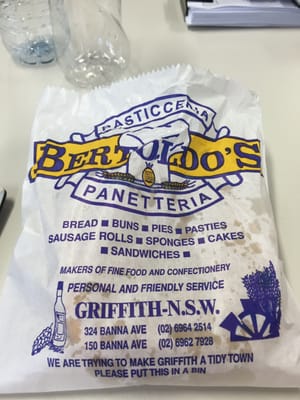 PASTICCERIA
BERTOLDO'S
PANETTERIA
BREAD ■ BUNS ■ PIES ■ PASTIES
SAUSAGE ROLLS ■ SPONGES ■ CAKES
■ SANDWICHES ■
MAKERS OF FINE FOOD AND CONFECTIONERY
PERSONAL AND FRIENDLY SERVICE
GRIFFITH-N.S.W.
324 BANNA AVE (02) 6964 2514
150 BANNA AVE (02) 6962 7928
WE ARE TRYING TO MAKE GRIFFITH A TIDY TOWN
PLEASE PUT THIS IN A BIN